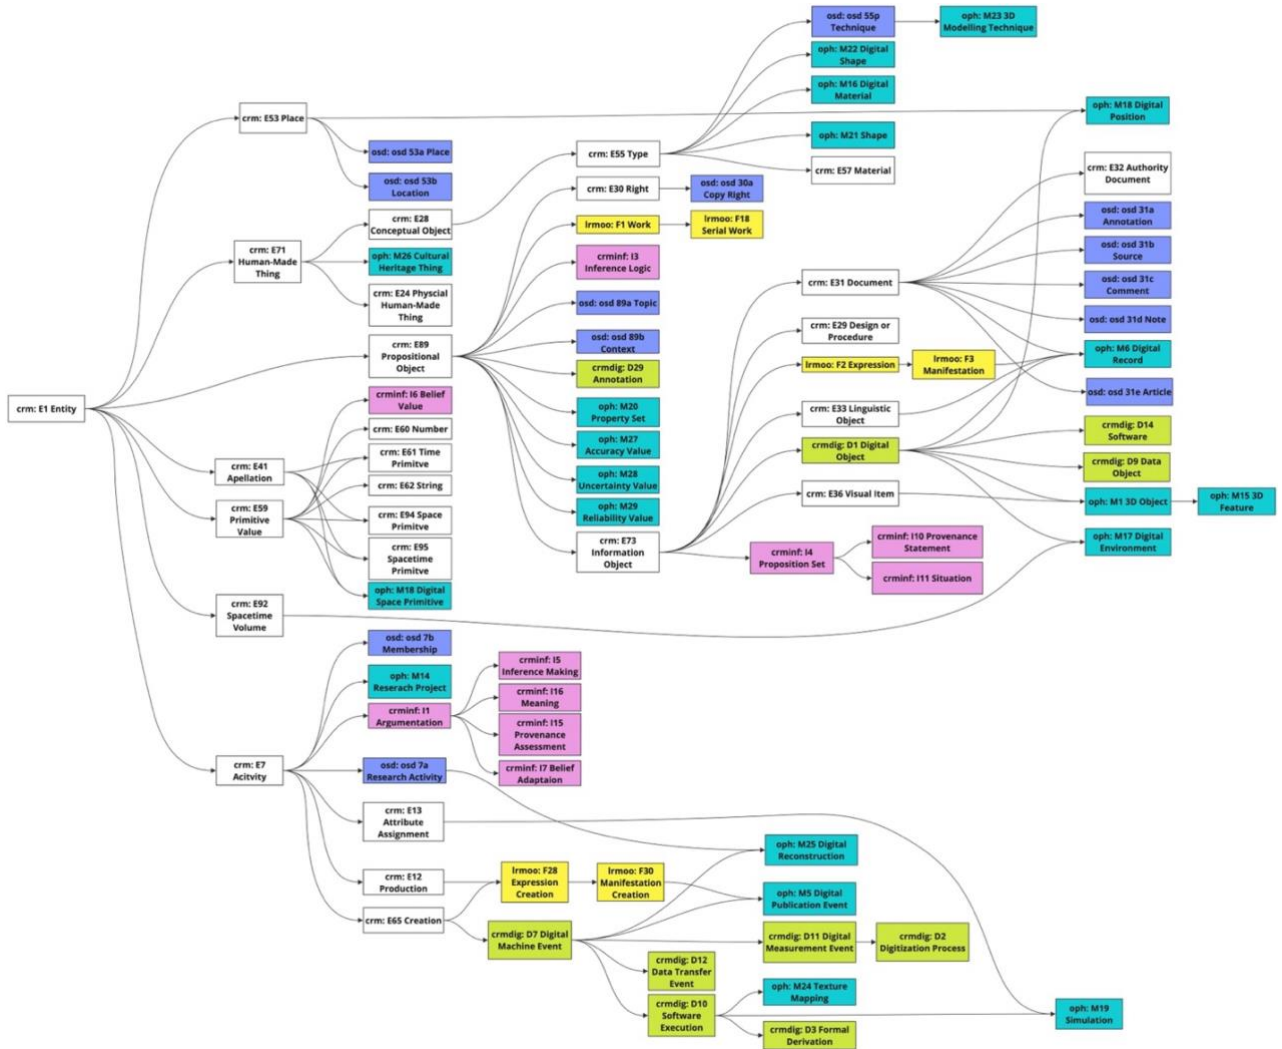 crm: E1 Entity
crm: E53 Place
osd: osd 53a Place
osd: osd 53b
Location
crm: E71
Human-Made
Thing
crm: E28
Conceptual Object
oph: M26 Cultural
Heritage Thing
crm: E24 Physcial
Human-Made
Thing
crm: E89
Propositional
Object
crm: E41
Apellation
crm: E59
Primitive
Value
crminf: I6 Belief
Value
crm: E60 Number
crm: E61 Time
Primitve
crm: E62 String
crm: E94 Space
Primitve
crm: E95
Spacetime
Primitve
oph: M18 Digital
Space Primitive
crm: E92
Spacetime
Volume
crm: E7
Acitvity
osd: osd 7b
Membership
oph: M14
Reserach Project
crminf: I1
Argumentation
osd: osd 7a
Research Activity
crm: E13
Attribute
Assignment
crm: E12
Production
crm: E65 Creation
crm: E55 Type
crm: E30 Right
osd: osd 30a
Copy Right
lrmoo: F1 Work
lrmoo: F18
Serial Work
crminf: I3
Inference Logic
osd: osd 89a Topic
osd: osd 89b
Context
crmdig: D29
Annotation
oph: M20
Property Set
oph: M27
Accuracy Value
oph: M28
Uncertainty Value
oph: M29
Reliability Value
crm: E73
Information
Object
osd: osd 55p
Technique
oph: M23 3D
Modelling Technique
oph: M22 Digital
Shape
oph: M16 Digital
Material
oph: M21 Shape
crm: E57 Material
crm: E31 Document
crm: E29 Design or
Procedure
lrmoo: F2 Expression
lrmoo: F3
Manifestation
crm: E33 Linguistic
Object
crmdig: D1 Digital
Object
crm: E36 Visual Item
crminf: I4
Proposition Set
crminf: I10 Provenance
Statement
crminf: I11 Situation
oph: M18 Digital
Position
crm: E32 Authority
Document
osd: osd 31a
Annotation
osd: osd 31b
Source
osd: osd 31c
Comment
osd: osd 31d Note
oph: M6 Digital
Record
osd: osd 31e Article
crmdig: D14
Software
crmdig: D9 Data
Object
oph: M1 3D Object
oph: M15 3D
Feature
oph: M17 Digital
Environment
crminf: I5
Inference Making
crminf: I16
Meaning
crminf: I15
Provenance
Assessment
crminf: I7 Belief
Adaptaion
lrmoo: F28
Expression
Creation
lrmoo: F30
Manifestation
Creation
crmdig: D7 Digital
Machine Event
oph: M25 Digital
Reconstruction
oph: M5 Digital
Publication Event
crmdig: D11 Digital
Measurement Event
crmdig: D2
Digitization Process
crmdig: D12
Data Transfer
Event
crmdig: D10
Software
Execution
oph: M24 Texture
Mapping
crmdig: D3 Formal
Derivation
oph: M19
Simulation